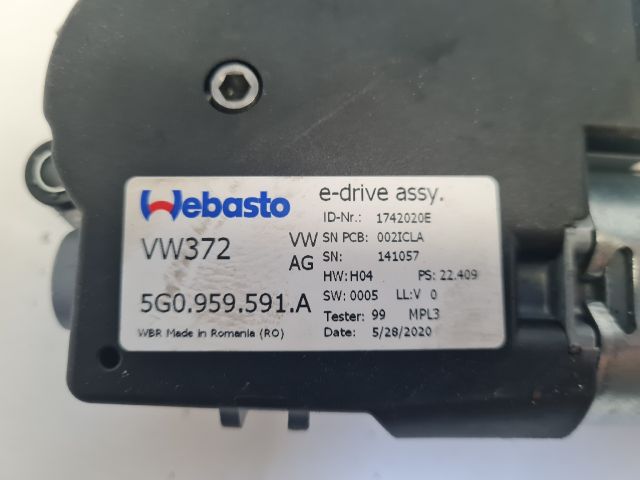 Webasto
e-drive assy.
ID-Nr.: 1742020E
VW372
VW AG
SN PCB: 002ICLA
SN: 141057
HW:H04 PS: 22.409
5G0.959.591.A
SW: 0005 LL:V 0
Tester: 99 MPL3
WBR Made in Romania (RO)
Date: 5/28/2020